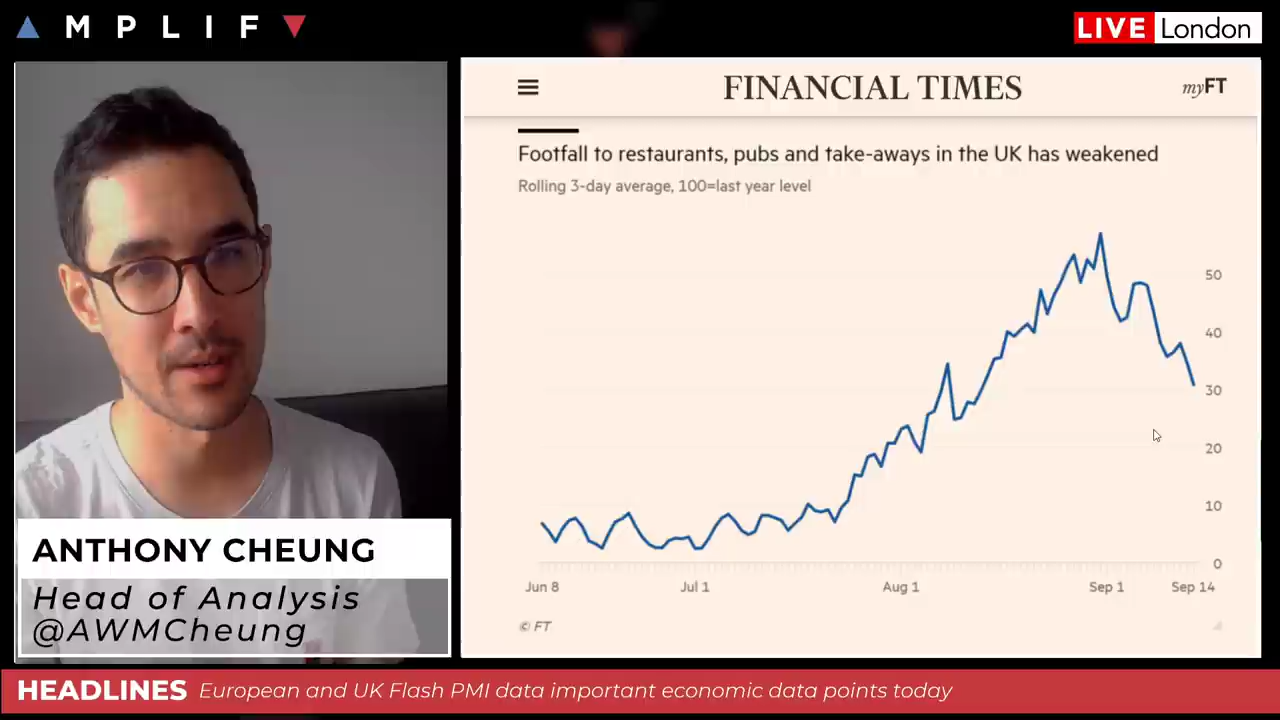 AMPLIFY
LIVE London
FINANCIAL TIMES
myFT
Footfall to restaurants, pubs and take-aways in the UK has weakened
Rolling 3-day average, 100=last year level
50
40
30
20
10
0
Jun 8 Jul 1 Aug 1 Sep 1 Sep 14
© FT
ANTHONY CHEUNG
Head of Analysis
@AWMCheung
HEADLINES European and UK Flash PMI data important economic data points today